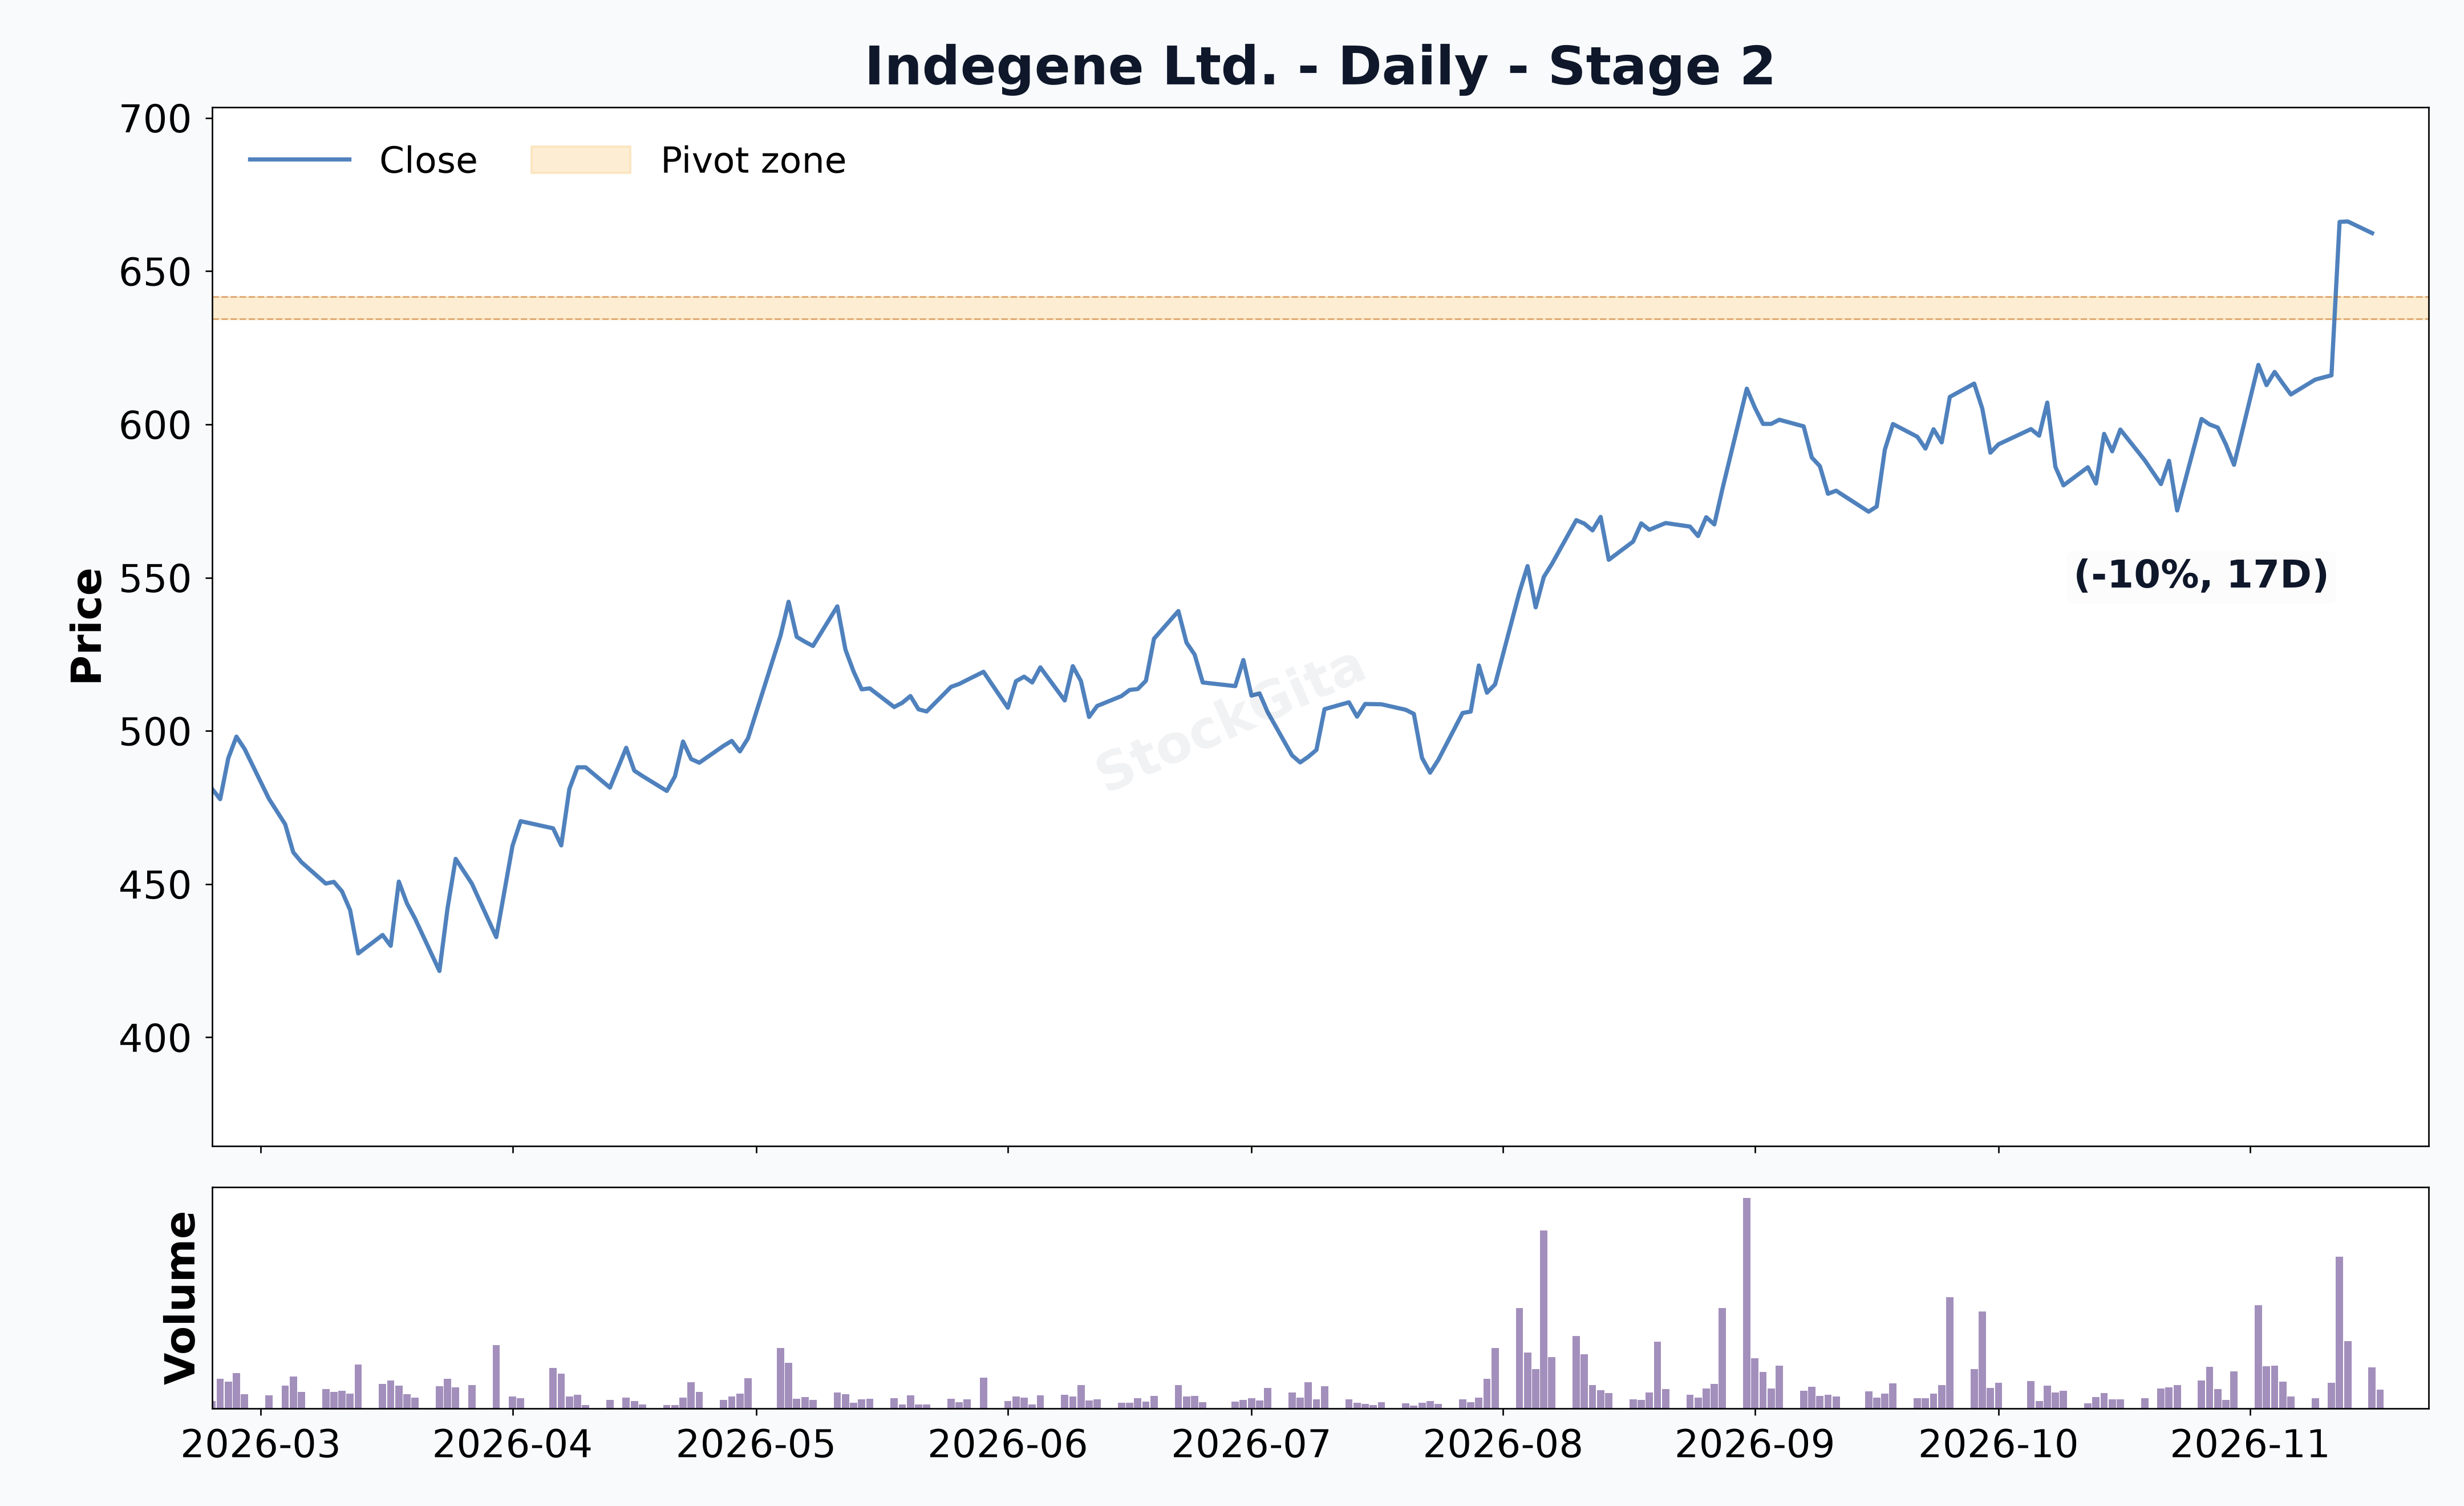 Indegene Ltd. - Daily - Stage 2
Close
Pivot zone
700
650
600
550
500
450
400
Price
(-10%, 17D)
StockGita
Volume
2026-03
2026-04
2026-05
2026-06
2026-07
2026-08
2026-09
2026-10
2026-11